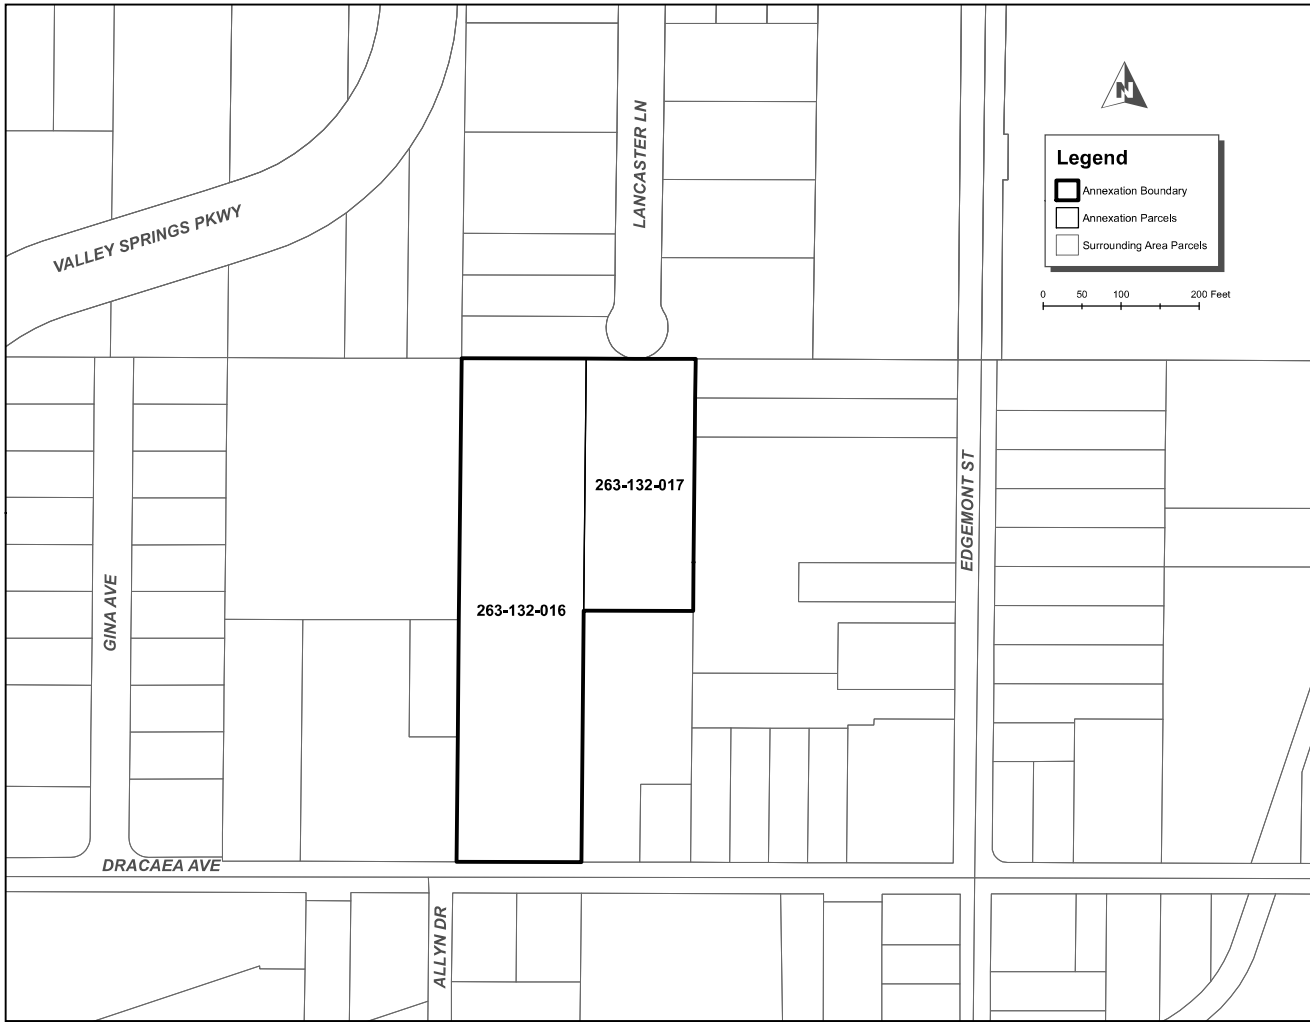 LANCASTER LN
N
Legend
Annexation Boundary
Annexation Parcels
Surrounding Area Parcels
0 50 100 200 Feet
VALLEY SPRINGS PKWY
263-132-017
EDGEMONT ST
GINA AVE
263-132-016
DRACAEA AVE
ALLYN DR